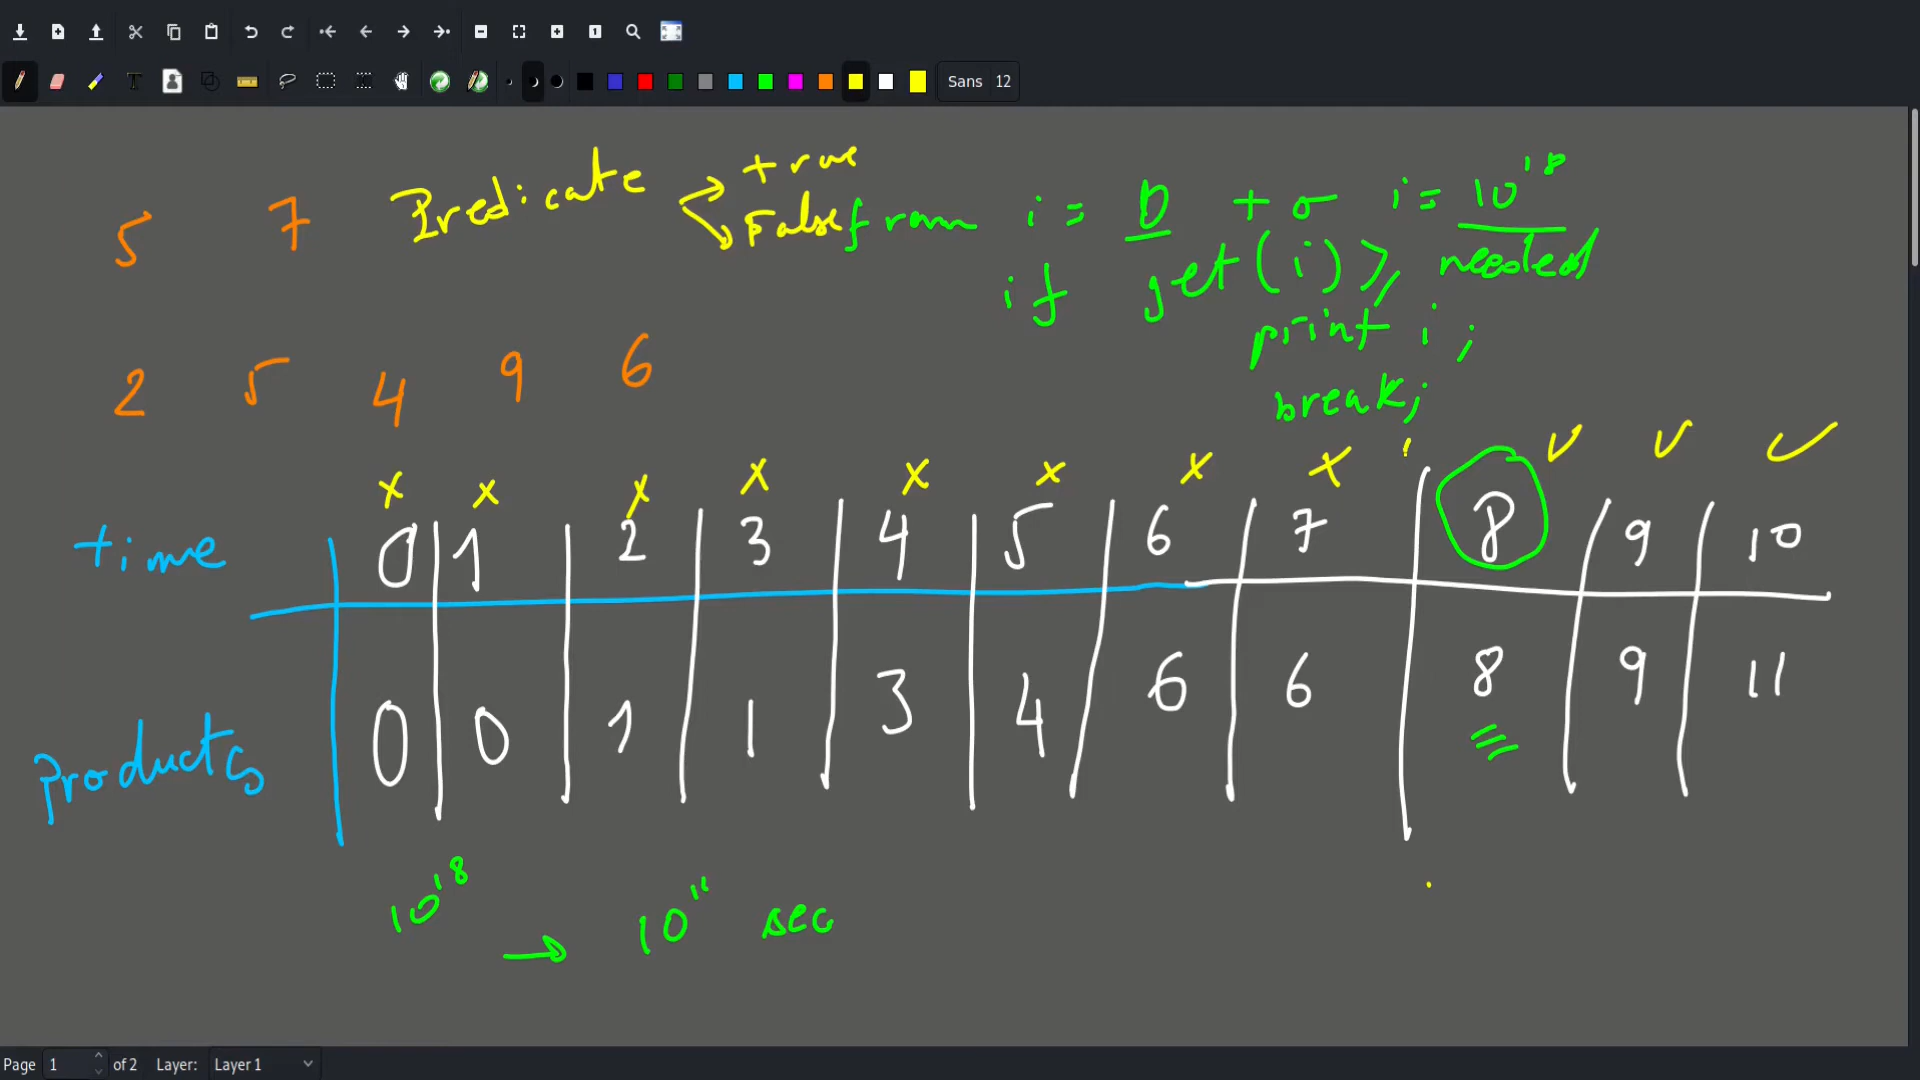 Sans 12
5 7 Predicate true
False from i = 0 to i = 10^18
if get(i) ≥ needed
print i ;
break;
2 5 4 9 6
x x x x x x x x
time 0 1 2 3 4 5 6 7 8 9 10
products 0 0 1 1 3 4 6 6 8 9 11
10^18 → 10^11 sec
Page 1 of 2 Layer: Layer 1